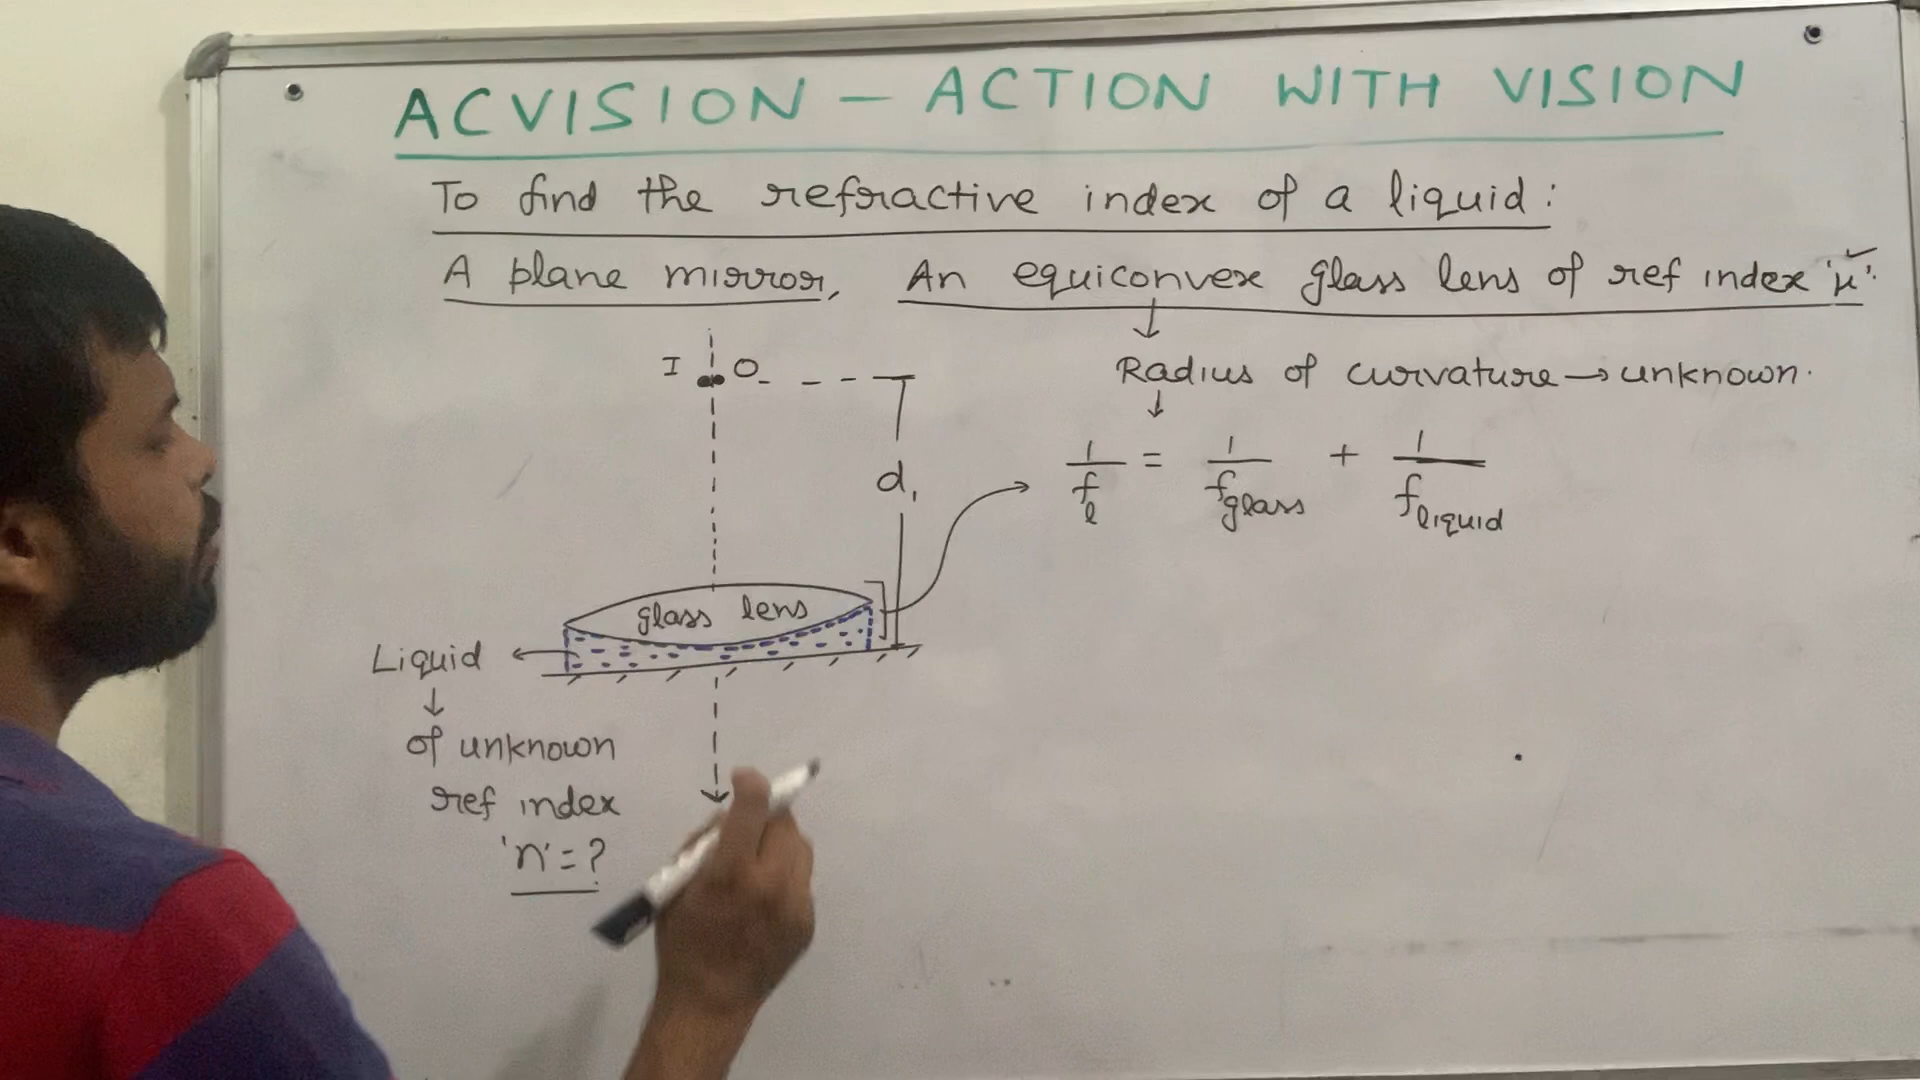 ACVISION – ACTION WITH VISION
To find the refractive index of a liquid:
A plane mirror, An equiconvex glass lens of ref index 'μ'.
Radius of curvature → unknown.
I O
d₁
1/f_l = 1/f_glass + 1/f_liquid
glass lens
Liquid
of unknown
ref index
'n' = ?